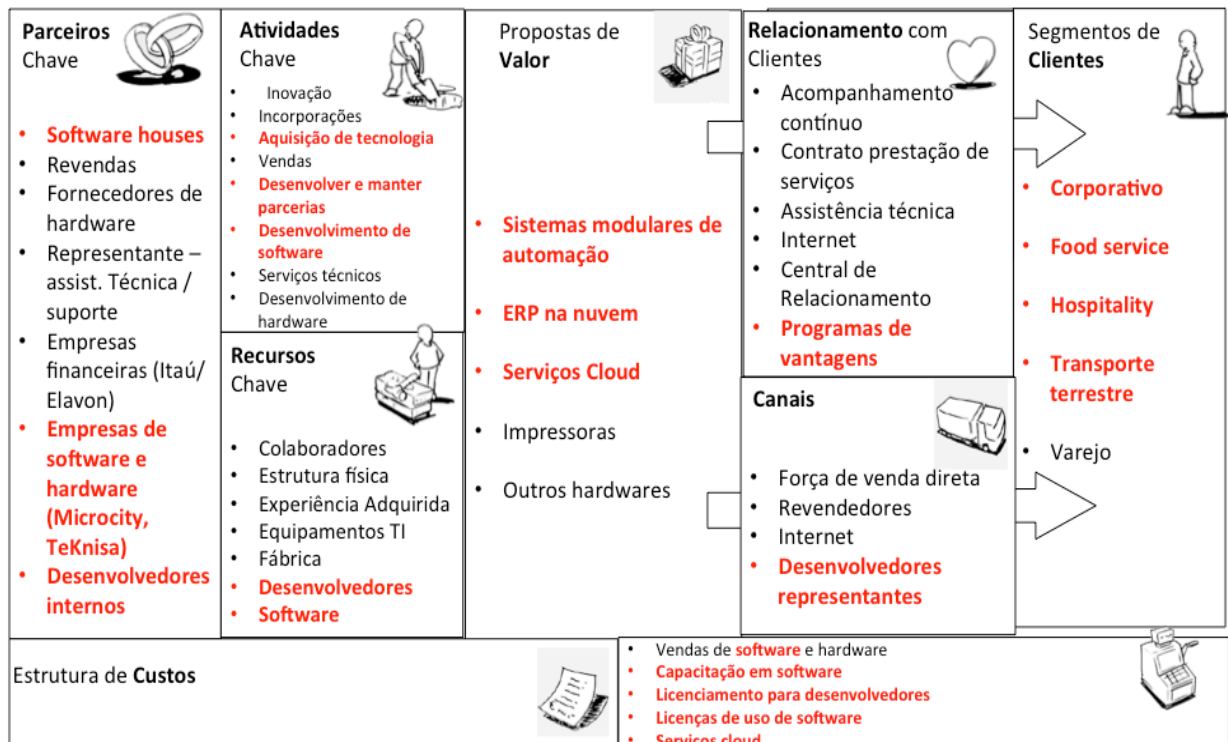 Parceiros
Chave
• Software houses
• Revendas
• Fornecedores de
hardware
• Representante –
assist. Técnica /
suporte
• Empresas
financeiras (Itaú/
Elavon)
• Empresas de
software e
hardware
(Microcity,
TeKnisa)
• Desenvolvedores
internos
Atividades
Chave
• Inovação
• Incorporações
• Aquisição de tecnologia
• Vendas
• Desenvolver e manter
parcerias
• Desenvolvimento de
software
• Serviços técnicos
• Desenvolvimento de
hardware
Recursos
Chave
• Colaboradores
• Estrutura física
• Experiência Adquirida
• Equipamentos TI
• Fábrica
• Desenvolvedores
• Software
Propostas de
Valor
• Sistemas modulares de
automação
• ERP na nuvem
• Serviços Cloud
• Impressoras
• Outros hardwares
Relacionamento com
Clientes
• Acompanhamento
contínuo
• Contrato prestação de
serviços
• Assistência técnica
• Internet
• Central de
Relacionamento
• Programas de
vantagens
Canais
• Força de venda direta
• Revendedores
• Internet
• Desenvolvedores
representantes
Segmentos de
Clientes
• Corporativo
• Food service
• Hospitality
• Transporte
terrestre
• Varejo
Estrutura de Custos
• Vendas de software e hardware
• Capacitação em software
• Licenciamento para desenvolvedores
• Licenças de uso de software
• Serviços cloud